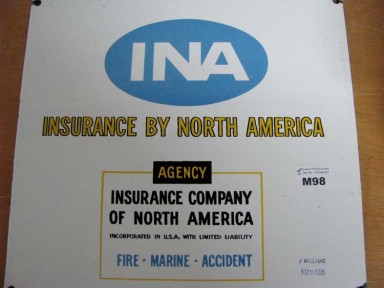 INA
INSURANCE BY NORTH AMERICA
AGENCY
INSURANCE COMPANY
OF NORTH AMERICA
INCORPORATED IN U.S.A. WITH LIMITED LIABILITY
FIRE · MARINE · ACCIDENT
M98
J WILLIAMS